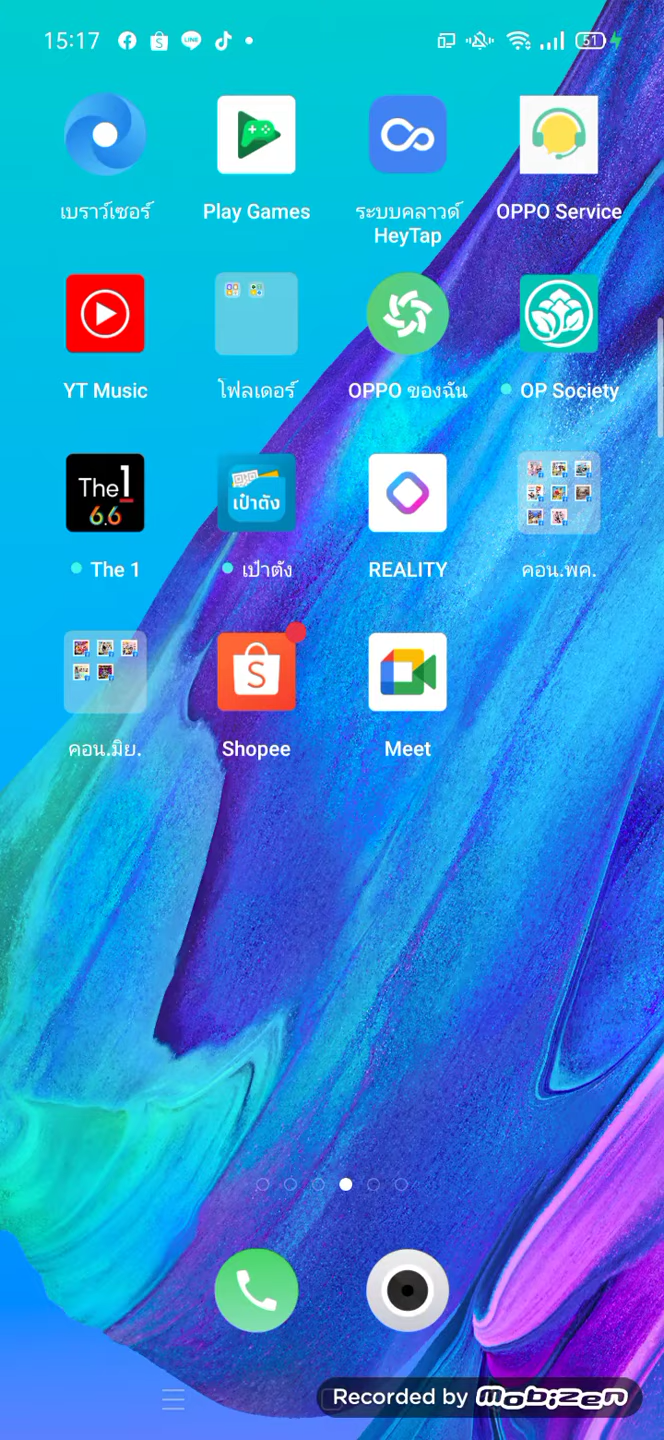 15:17
LINE
51
เบราว์เซอร์
Play Games
ระบบคลาวด์
HeyTap
OPPO Service
YT Music
โฟลเดอร์
OPPO ของฉัน
OP Society
The 1
6.6
เป๋าตัง
The 1
เป๋าตัง
REALITY
คอน.พค.
คอน.มิย.
S
Shopee
Meet
Recorded by mobizen